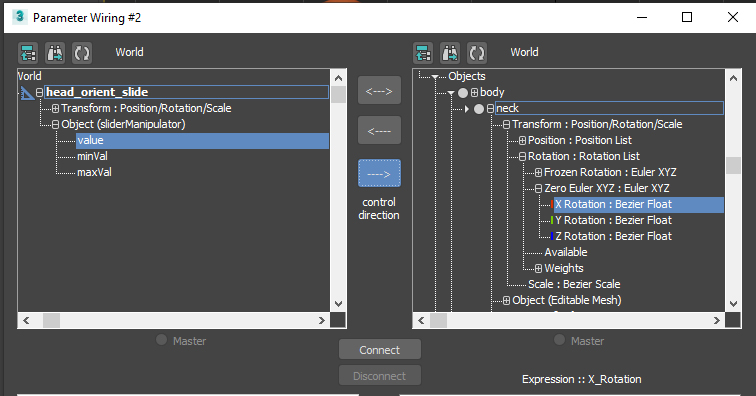 3 Parameter Wiring #2
World
World
World
head_orient_slide
Transform : Position/Rotation/Scale
Object (sliderManipulator)
value
minVal
maxVal
<--->
<----
---->
control
direction
Objects
body
neck
Transform : Position/Rotation/Scale
Position : Position List
Rotation : Rotation List
Frozen Rotation : Euler XYZ
Zero Euler XYZ : Euler XYZ
X Rotation : Bezier Float
Y Rotation : Bezier Float
Z Rotation : Bezier Float
Available
Weights
Scale : Bezier Scale
Object (Editable Mesh)
Master
Master
Connect
Disconnect
Expression :: X_Rotation